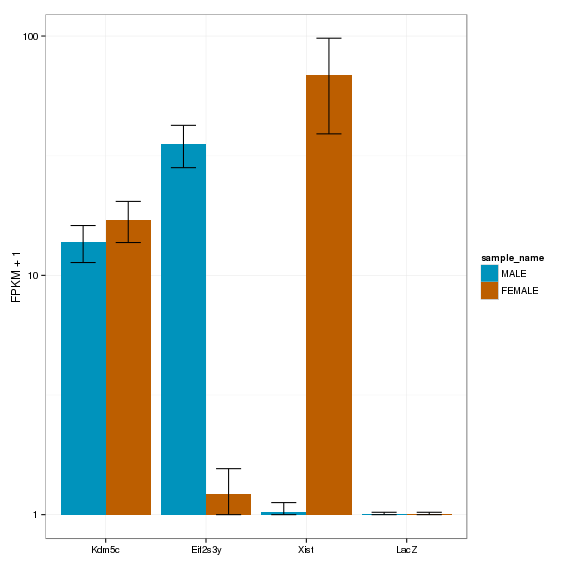 FPKM + 1
100
10
1
Kdm5c
Eif2s3y
Xist
LacZ
sample_name
MALE
FEMALE